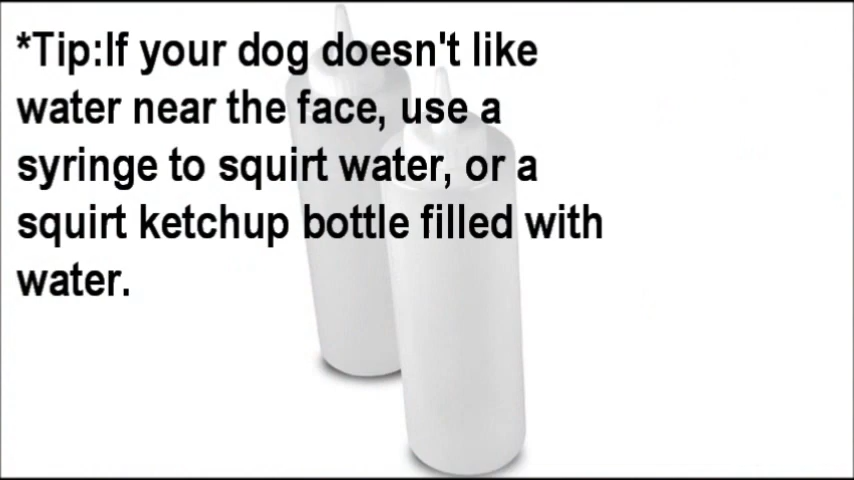 *Tip:If your dog doesn't like
water near the face, use a
syringe to squirt water, or a
squirt ketchup bottle filled with
water.